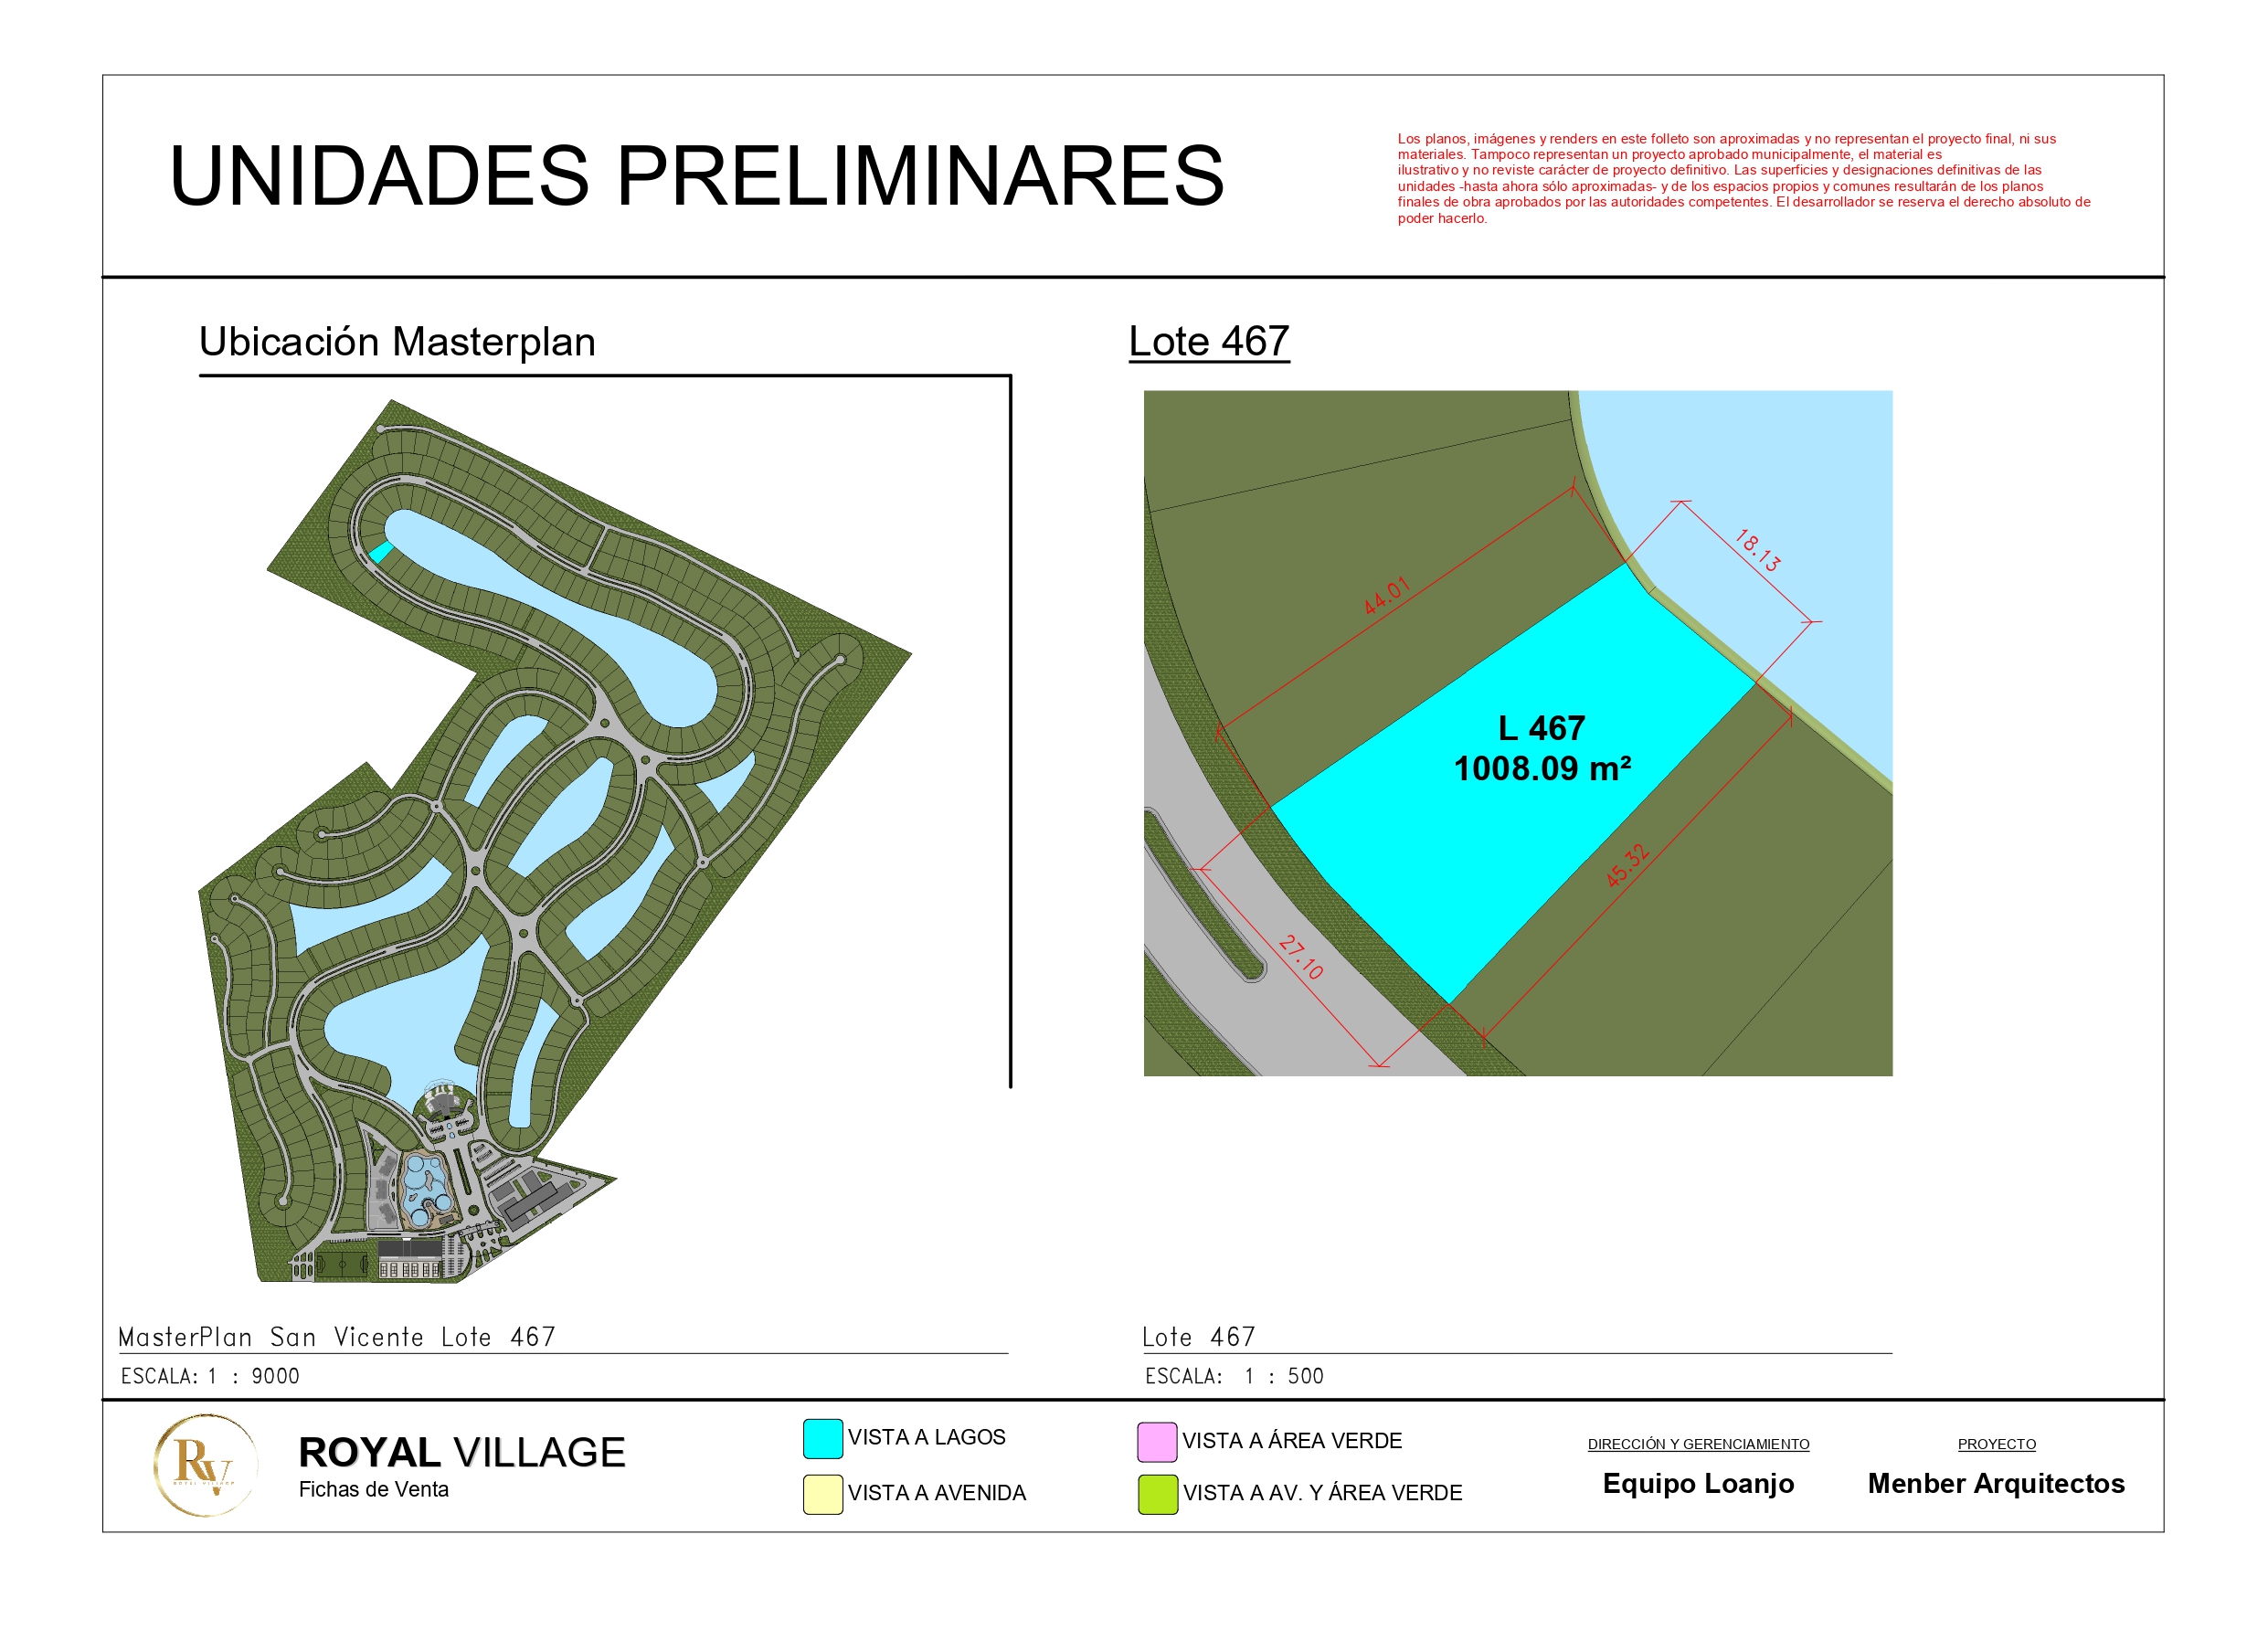 UNIDADES PRELIMINARES
Los planos, imágenes y renders en este folleto son aproximadas y no representan el proyecto final, ni sus
materiales. Tampoco representan un proyecto aprobado municipalmente, el material es
ilustrativo y no reviste carácter de proyecto definitivo. Las superficies y designaciones definitivas de las
unidades -hasta ahora sólo aproximadas- y de los espacios propios y comunes resultarán de los planos
finales de obra aprobados por las autoridades competentes. El desarrollador se reserva el derecho absoluto de
poder hacerlo.
Ubicación Masterplan
Lote 467
18.13
44.01
L 467
1008.09 m²
45.32
27.10
MasterPlan San Vicente Lote 467
ESCALA: 1 : 9000
Lote 467
ESCALA: 1 : 500
RV
ROYAL VILLAGE
ROYAL VILLAGE
Fichas de Venta
VISTA A LAGOS
VISTA A AVENIDA
VISTA A ÁREA VERDE
VISTA A AV. Y ÁREA VERDE
DIRECCIÓN Y GERENCIAMIENTO
Equipo Loanjo
PROYECTO
Menber Arquitectos